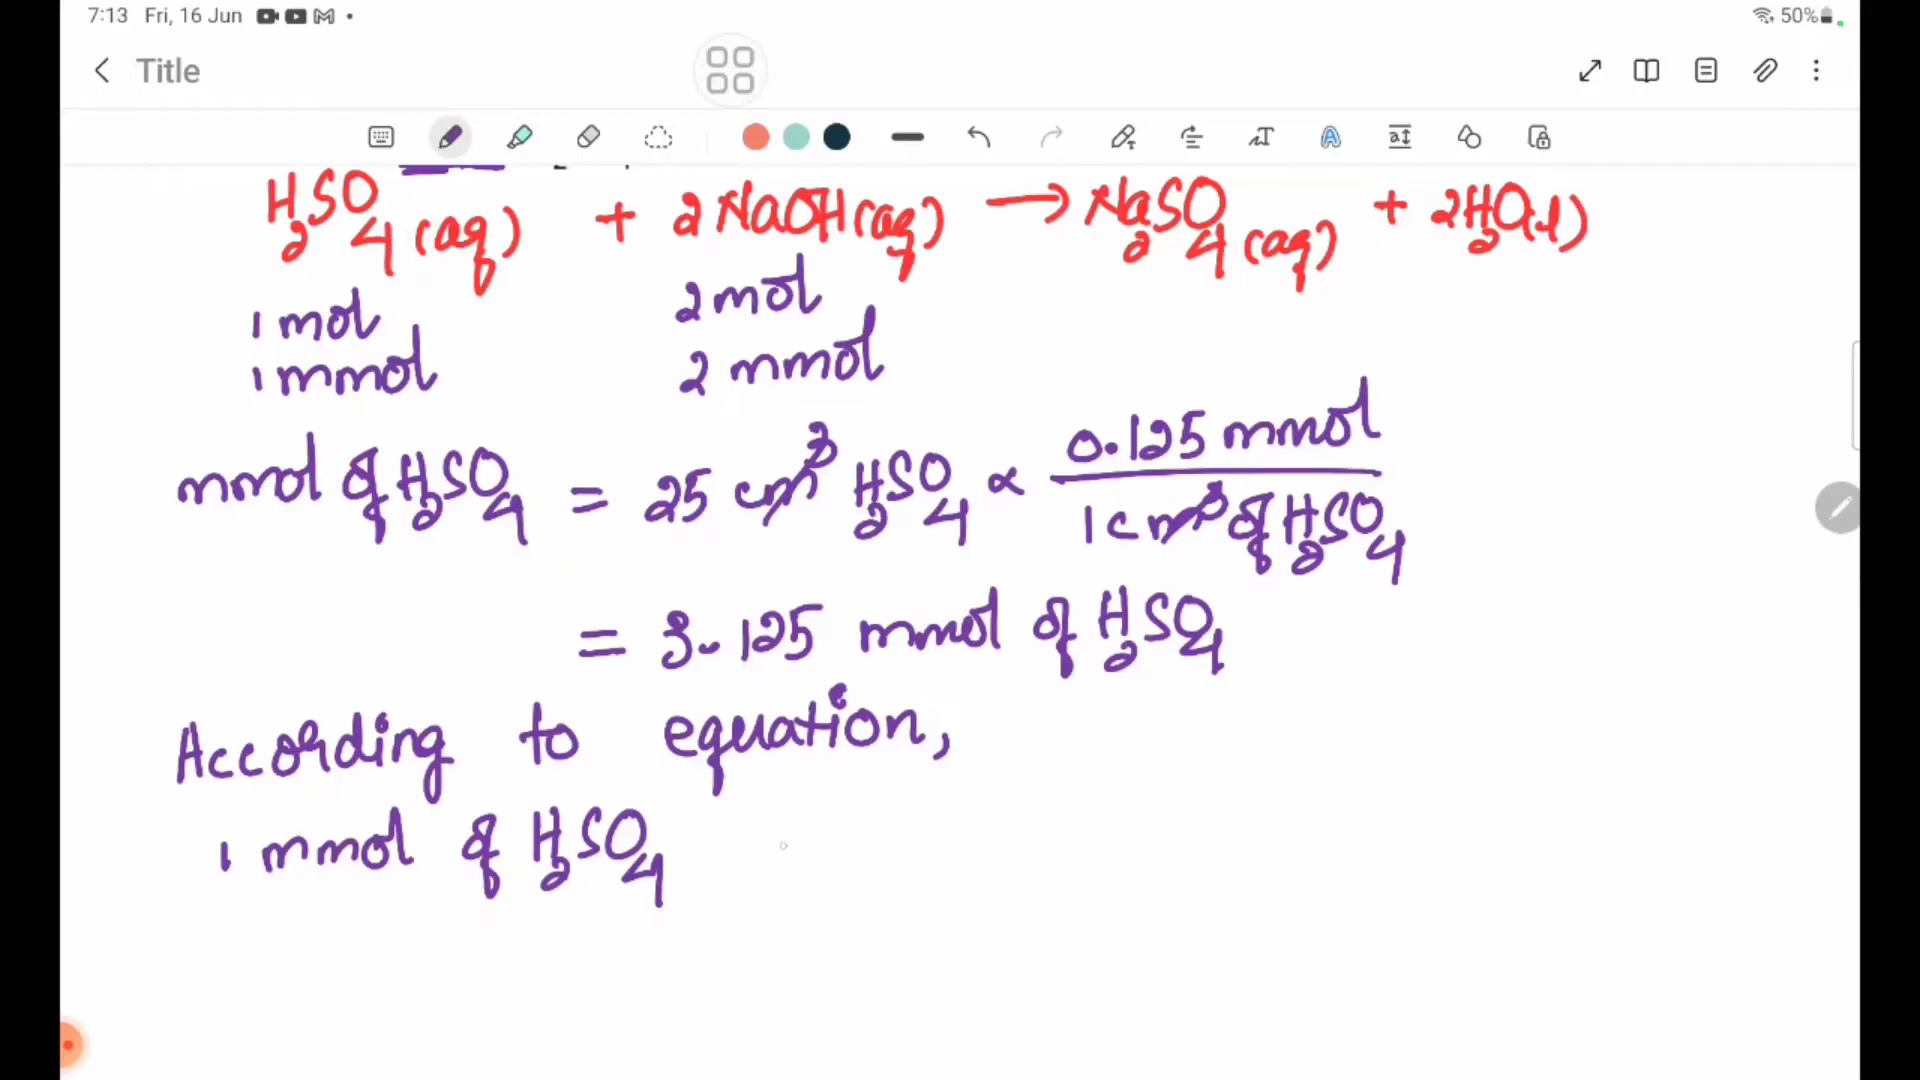 7:13 Fri, 16 Jun 50%
Title
H₂SO₄(aq) + 2NaOH(aq) → Na₂SO₄(aq) + 2H₂O(l)
1 mol 2 mol
1 mmol 2 mmol
mmol of H₂SO₄ = 25 cm³ H₂SO₄ × 0.125 mmol
1 cm³ of H₂SO₄
= 3.125 mmol of H₂SO₄
According to equation,
1 mmol of H₂SO₄